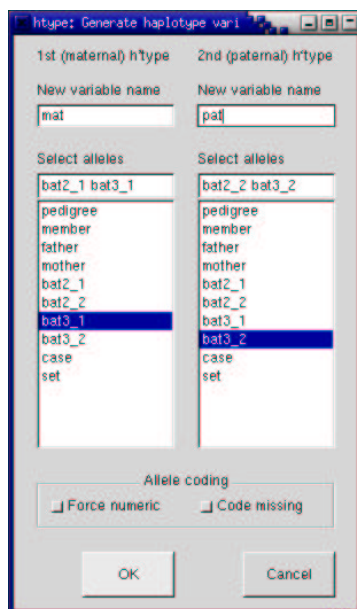 htype: Generate haplotype vari
1st (maternal) h'type
2nd (paternal) h'type
New variable name
New variable name
mat
pat
Select alleles
Select alleles
bat2_1 bat3_1
bat2_2 bat3_2
pedigree
member
father
mother
bat2_1
bat2_2
bat3_1
bat3_2
case
set
pedigree
member
father
mother
bat2_1
bat2_2
bat3_1
bat3_2
case
set
Allele coding
Force numeric
Code missing
OK
Cancel